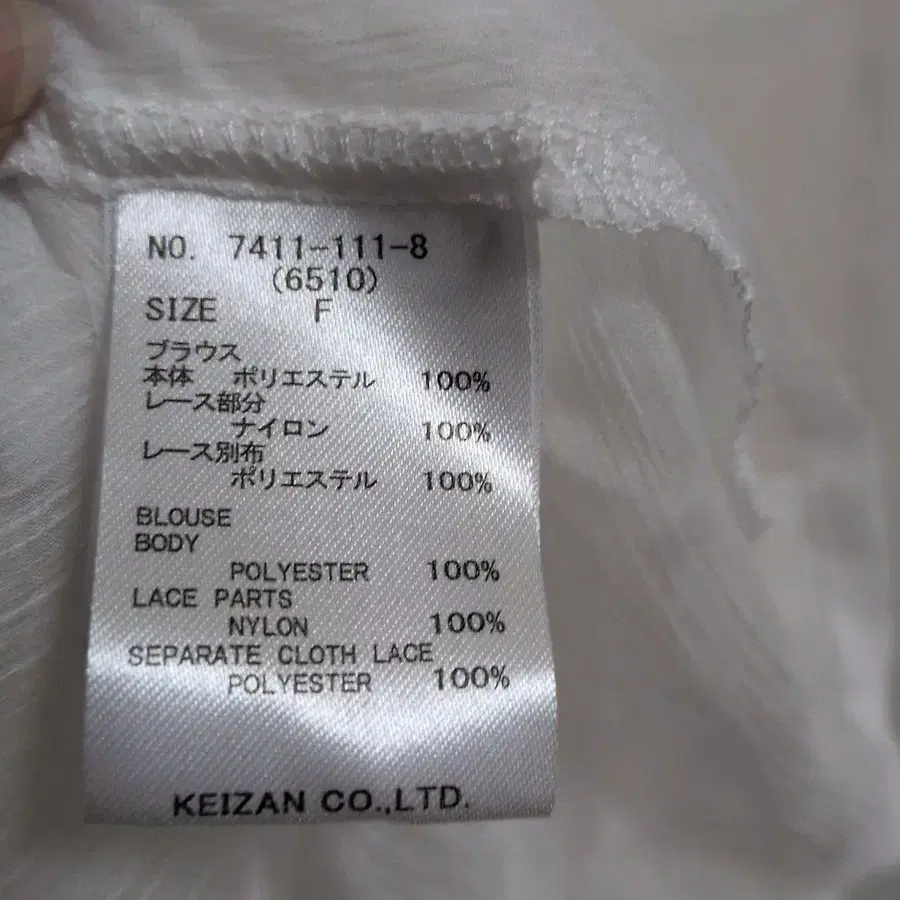 NO. 7411-111-8
(6510)
SIZE F
ブラウス
本体 ポリエステル 100%
レース部分
ナイロン 100%
レース別布
ポリエステル 100%
BLOUSE
BODY
POLYESTER 100%
LACE PARTS
NYLON 100%
SEPARATE CLOTH LACE
POLYESTER 100%
KEIZAN CO.,LTD.